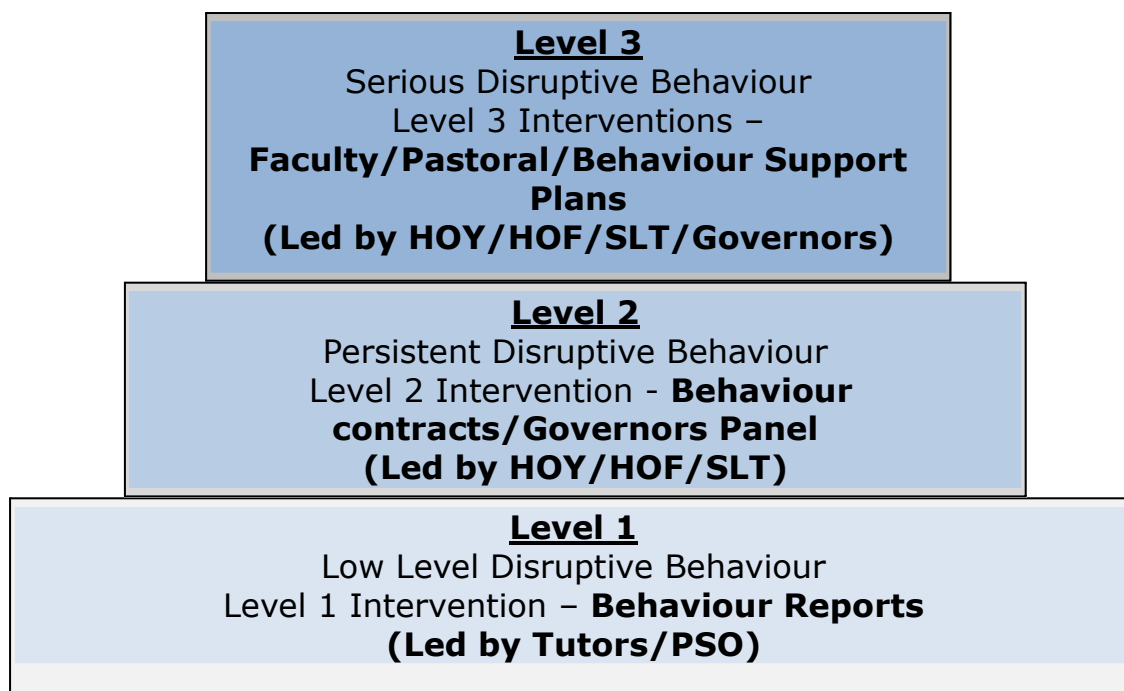 Level 3
Serious Disruptive Behaviour
Level 3 Interventions –
Faculty/Pastoral/Behaviour Support
Plans
(Led by HOY/HOF/SLT/Governors)
Level 2
Persistent Disruptive Behaviour
Level 2 Intervention - Behaviour
contracts/Governors Panel
(Led by HOY/HOF/SLT)
Level 1
Low Level Disruptive Behaviour
Level 1 Intervention – Behaviour Reports
(Led by Tutors/PSO)